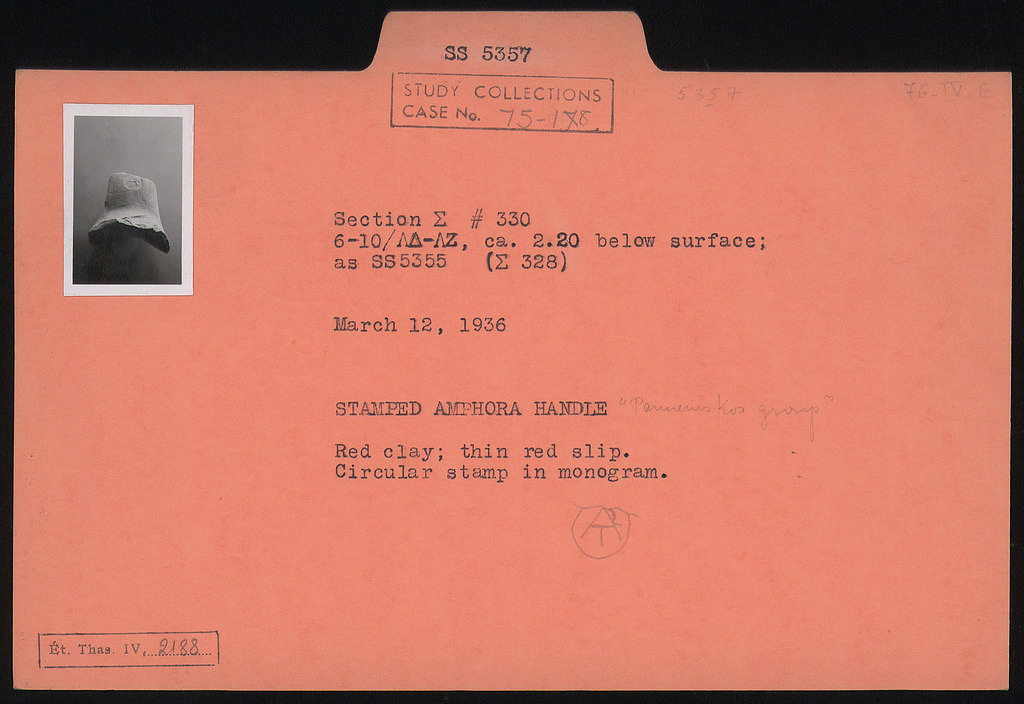 SS 5357
STUDY COLLECTIONS
CASE No. 75-178
5357
76-IV-E
Section Σ # 330
6-10/ΛΔ-ΛΖ, ca. 2.20 below surface;
as SS5355 (Σ 328)
March 12, 1936
STAMPED AMPHORA HANDLE "Parmeniskos group"
Red clay; thin red slip.
Circular stamp in monogram.
Ét. Thas. IV, 2188